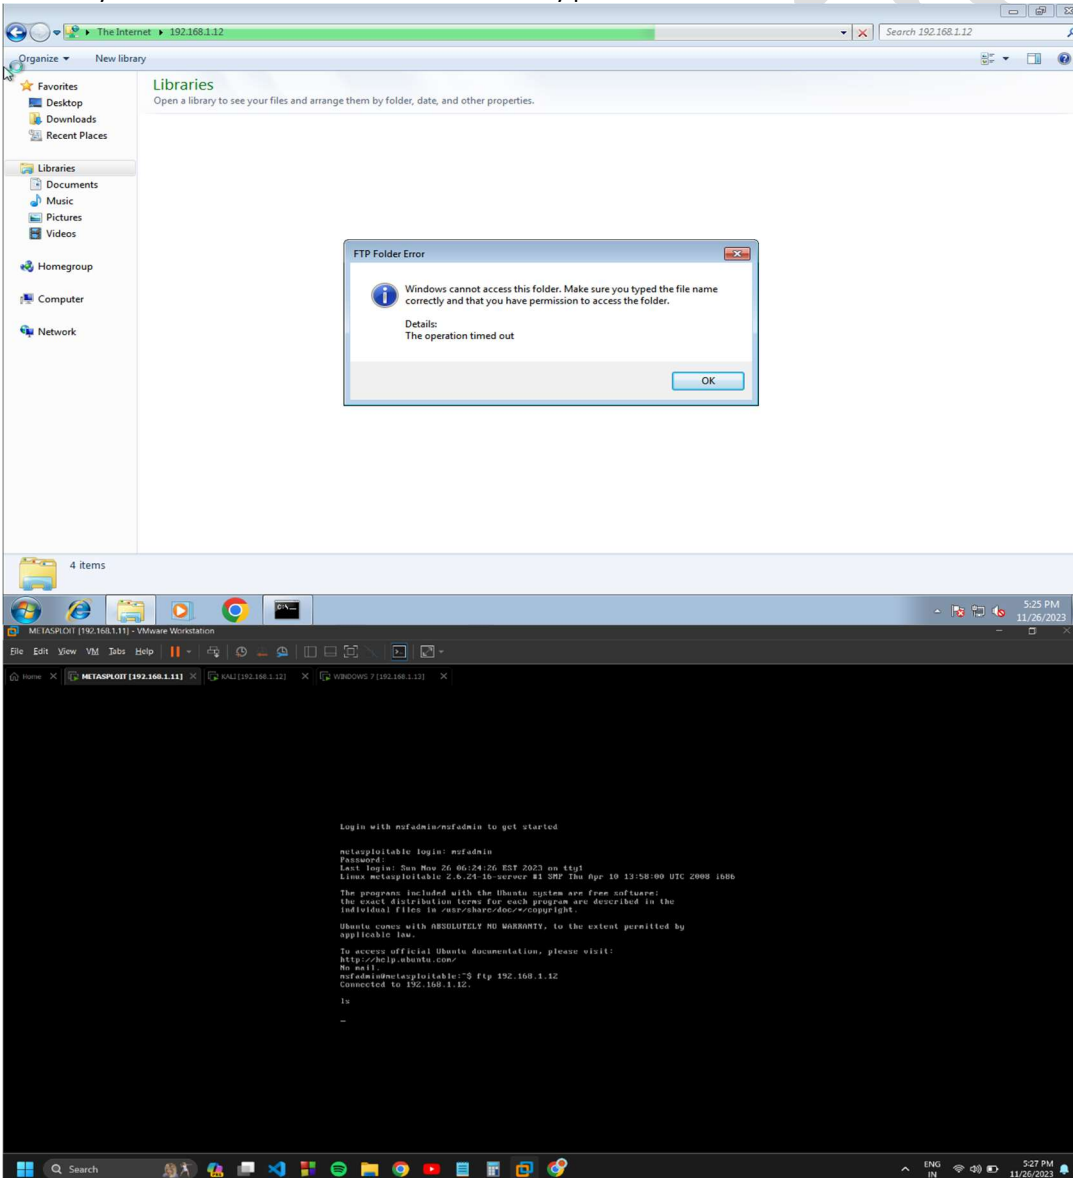 The Internet ▸ 192.168.1.12
Search 192.168.1.12
Organize
New library
Favorites
Desktop
Downloads
Recent Places
Libraries
Documents
Music
Pictures
Videos
Homegroup
Computer
Network
Libraries
Open a library to see your files and arrange them by folder, date, and other properties.
FTP Folder Error
Windows cannot access this folder. Make sure you typed the file name
correctly and that you have permission to access the folder.
Details:
The operation timed out
OK
4 items
5:25 PM
11/26/2023
METASPLOIT [192.168.1.11] - VMware Workstation
File Edit View VM Tabs Help
Home
METASPLOIT [192.168.1.11]
KALI [192.168.1.12]
WINDOWS 7 [192.168.1.13]
Login with msfadmin/msfadmin to get started
metasploitable login: msfadmin
Password:
Last login: Sun Nov 26 06:24:26 EST 2023 on tty1
Linux metasploitable 2.6.24-16-server #1 SMP Thu Apr 10 13:58:00 UTC 2008 i686
The programs included with the Ubuntu system are free software;
the exact distribution terms for each program are described in the
individual files in /usr/share/doc/*/copyright.
Ubuntu comes with ABSOLUTELY NO WARRANTY, to the extent permitted by
applicable law.
To access official Ubuntu documentation, please visit:
http://help.ubuntu.com/
No mail.
msfadmin@metasploitable:~$ ftp 192.168.1.12
Connected to 192.168.1.12.
ls
Search
ENG
IN
5:27 PM
11/26/2023